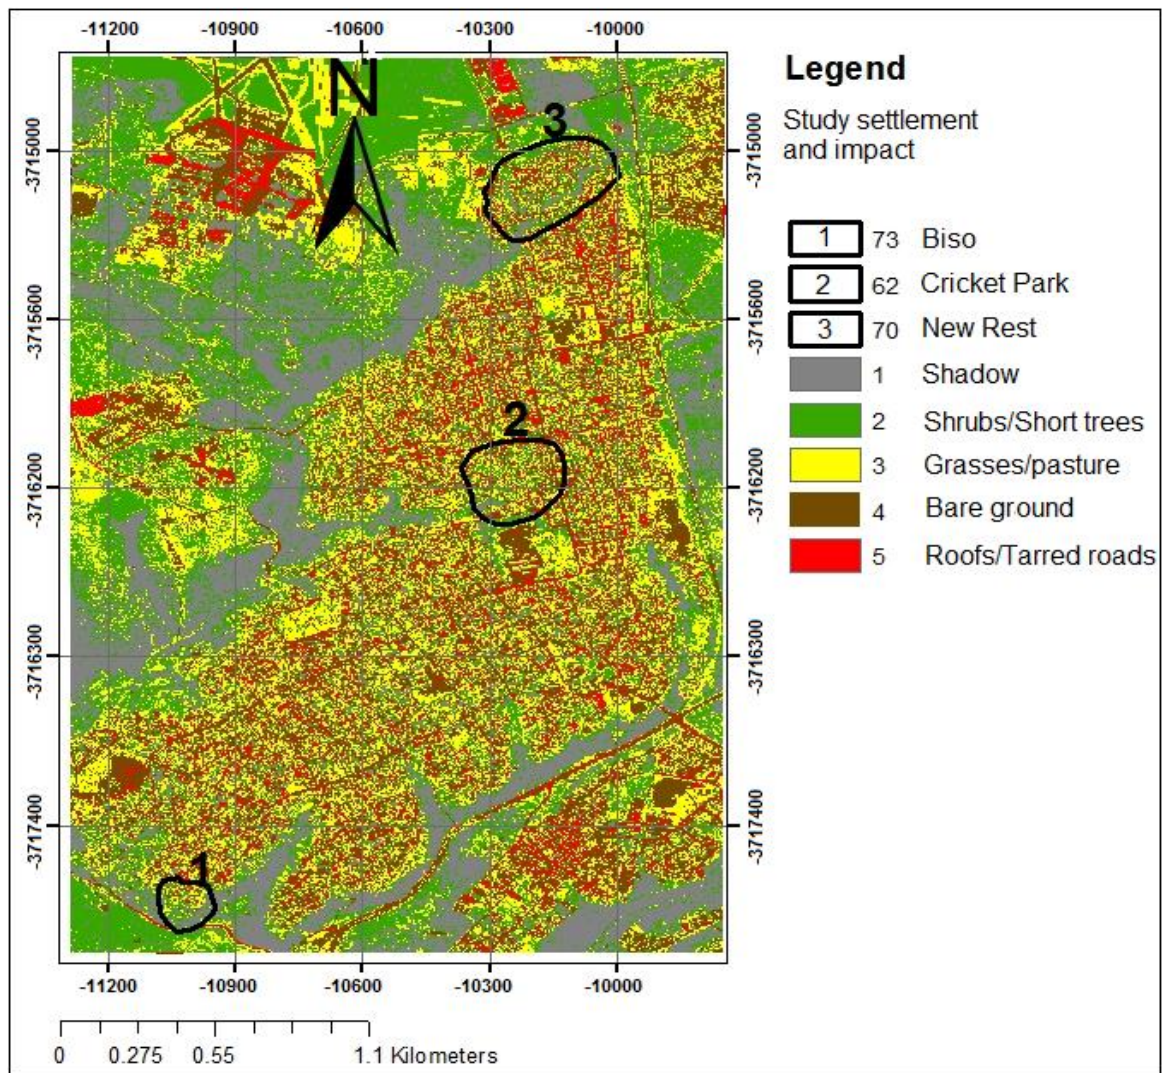 -11200 -10900 -10600 -10300 -10000
N
Legend
Study settlement
and impact
1 73 Biso
2 62 Cricket Park
3 70 New Rest
1 Shadow
2 Shrubs/Short trees
3 Grasses/pasture
4 Bare ground
5 Roofs/Tarred roads
3
2
1
-3715000
-3715600
-3716200
-3716300
-3717400
-3715000
-3715600
-3716200
-3716300
-3717400
-11200 -10900 -10600 -10300 -10000
0 0.275 0.55 1.1 Kilometers